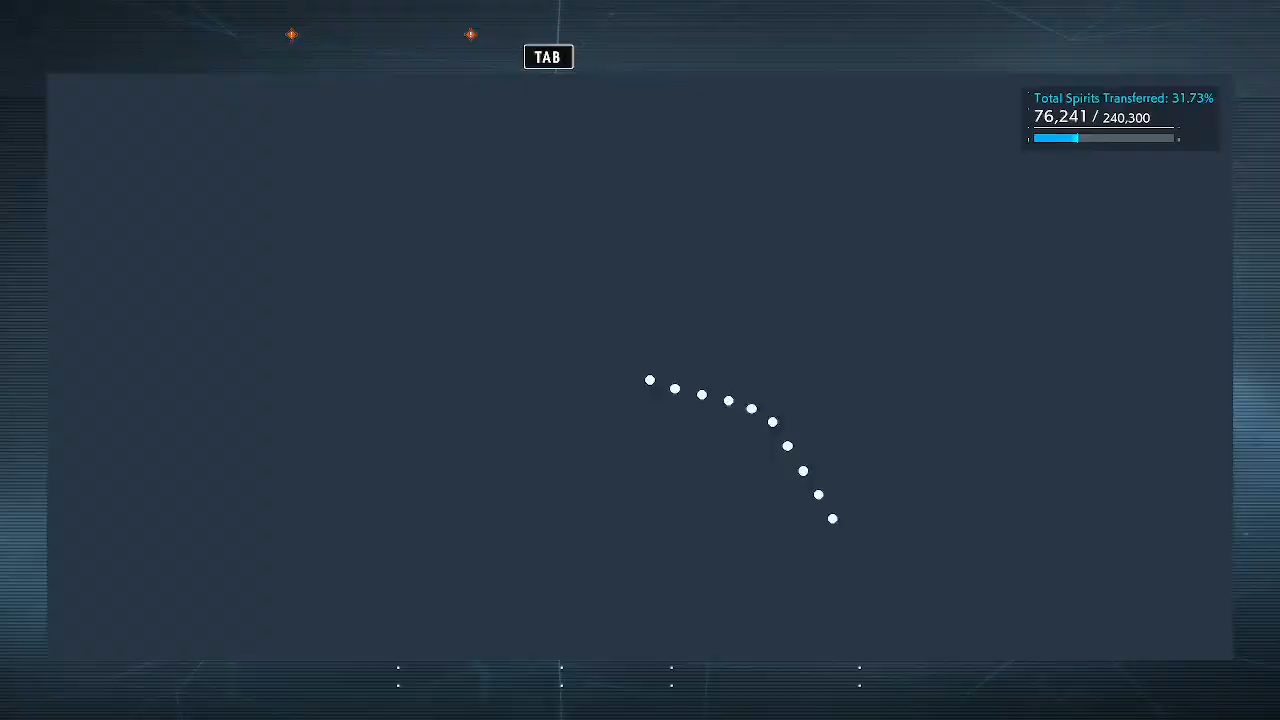 TAB
Total Spirits Transferred: 31.73%
76,241 / 240,300